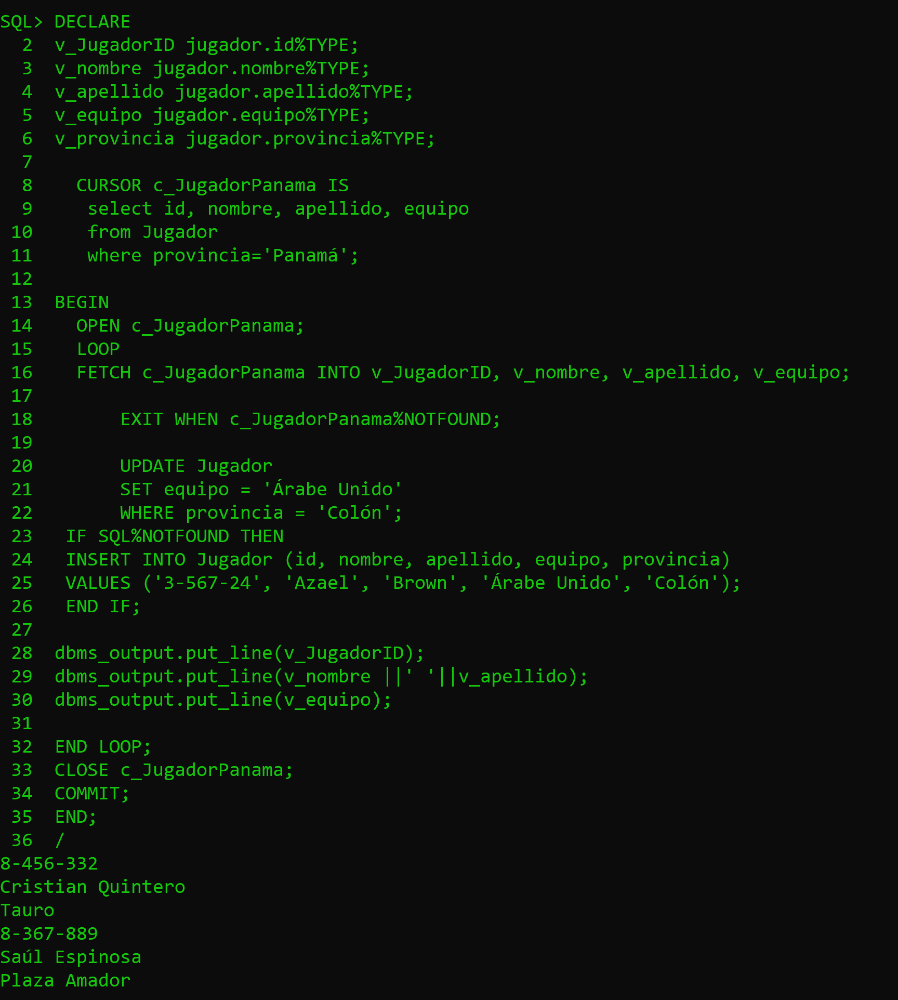 SQL> DECLARE
  2  v_JugadorID jugador.id%TYPE;
  3  v_nombre jugador.nombre%TYPE;
  4  v_apellido jugador.apellido%TYPE;
  5  v_equipo jugador.equipo%TYPE;
  6  v_provincia jugador.provincia%TYPE;
  7
  8    CURSOR c_JugadorPanama IS
  9     select id, nombre, apellido, equipo
 10     from Jugador
 11     where provincia='Panamá';
 12
 13  BEGIN
 14    OPEN c_JugadorPanama;
 15    LOOP
 16    FETCH c_JugadorPanama INTO v_JugadorID, v_nombre, v_apellido, v_equipo;
 17
 18        EXIT WHEN c_JugadorPanama%NOTFOUND;
 19
 20        UPDATE Jugador
 21        SET equipo = 'Árabe Unido'
 22        WHERE provincia = 'Colón';
 23   IF SQL%NOTFOUND THEN
 24   INSERT INTO Jugador (id, nombre, apellido, equipo, provincia)
 25   VALUES ('3-567-24', 'Azael', 'Brown', 'Árabe Unido', 'Colón');
 26   END IF;
 27
 28  dbms_output.put_line(v_JugadorID);
 29  dbms_output.put_line(v_nombre ||' '||v_apellido);
 30  dbms_output.put_line(v_equipo);
 31
 32  END LOOP;
 33  CLOSE c_JugadorPanama;
 34  COMMIT;
 35  END;
 36  /
8-456-332
Cristian Quintero
Tauro
8-367-889
Saúl Espinosa
Plaza Amador